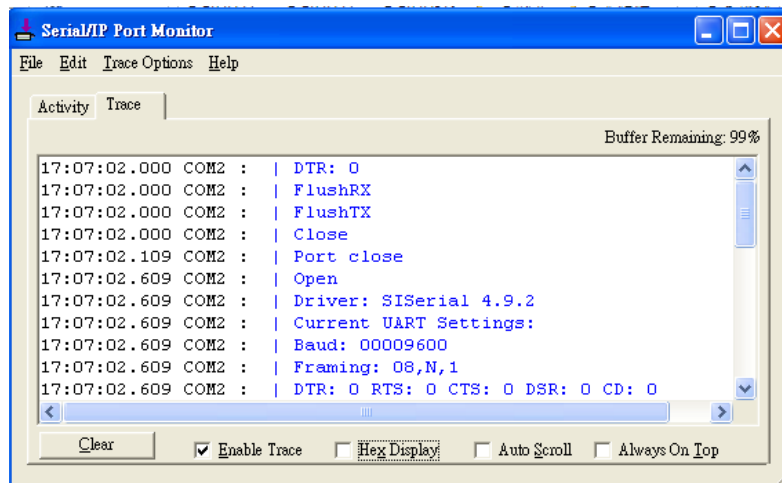 Serial/IP Port Monitor
File Edit Trace Options Help
Activity Trace
Buffer Remaining: 99%
17:07:02.000 COM2 : | DTR: 0
17:07:02.000 COM2 : | FlushRX
17:07:02.000 COM2 : | FlushTX
17:07:02.000 COM2 : | Close
17:07:02.109 COM2 : | Port close
17:07:02.609 COM2 : | Open
17:07:02.609 COM2 : | Driver: SISerial 4.9.2
17:07:02.609 COM2 : | Current UART Settings:
17:07:02.609 COM2 : | Baud: 00009600
17:07:02.609 COM2 : | Framing: 08,N,1
17:07:02.609 COM2 : | DTR: 0 RTS: 0 CTS: 0 DSR: 0 CD: 0
Clear Enable Trace Hex Display Auto Scroll Always On Top